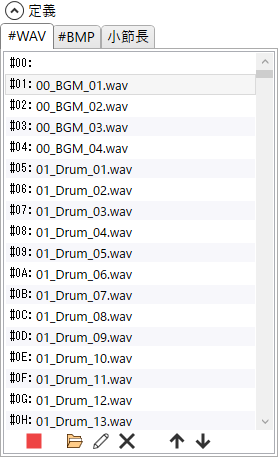 定義
#WAV #BMP 小節長
#00:
#01: 00_BGM_01.wav
#02: 00_BGM_02.wav
#03: 00_BGM_03.wav
#04: 00_BGM_04.wav
#05: 01_Drum_01.wav
#06: 01_Drum_02.wav
#07: 01_Drum_03.wav
#08: 01_Drum_04.wav
#09: 01_Drum_05.wav
#0A: 01_Drum_06.wav
#0B: 01_Drum_07.wav
#0C: 01_Drum_08.wav
#0D: 01_Drum_09.wav
#0E: 01_Drum_10.wav
#0F: 01_Drum_11.wav
#0G: 01_Drum_12.wav
#0H: 01_Drum_13.wav